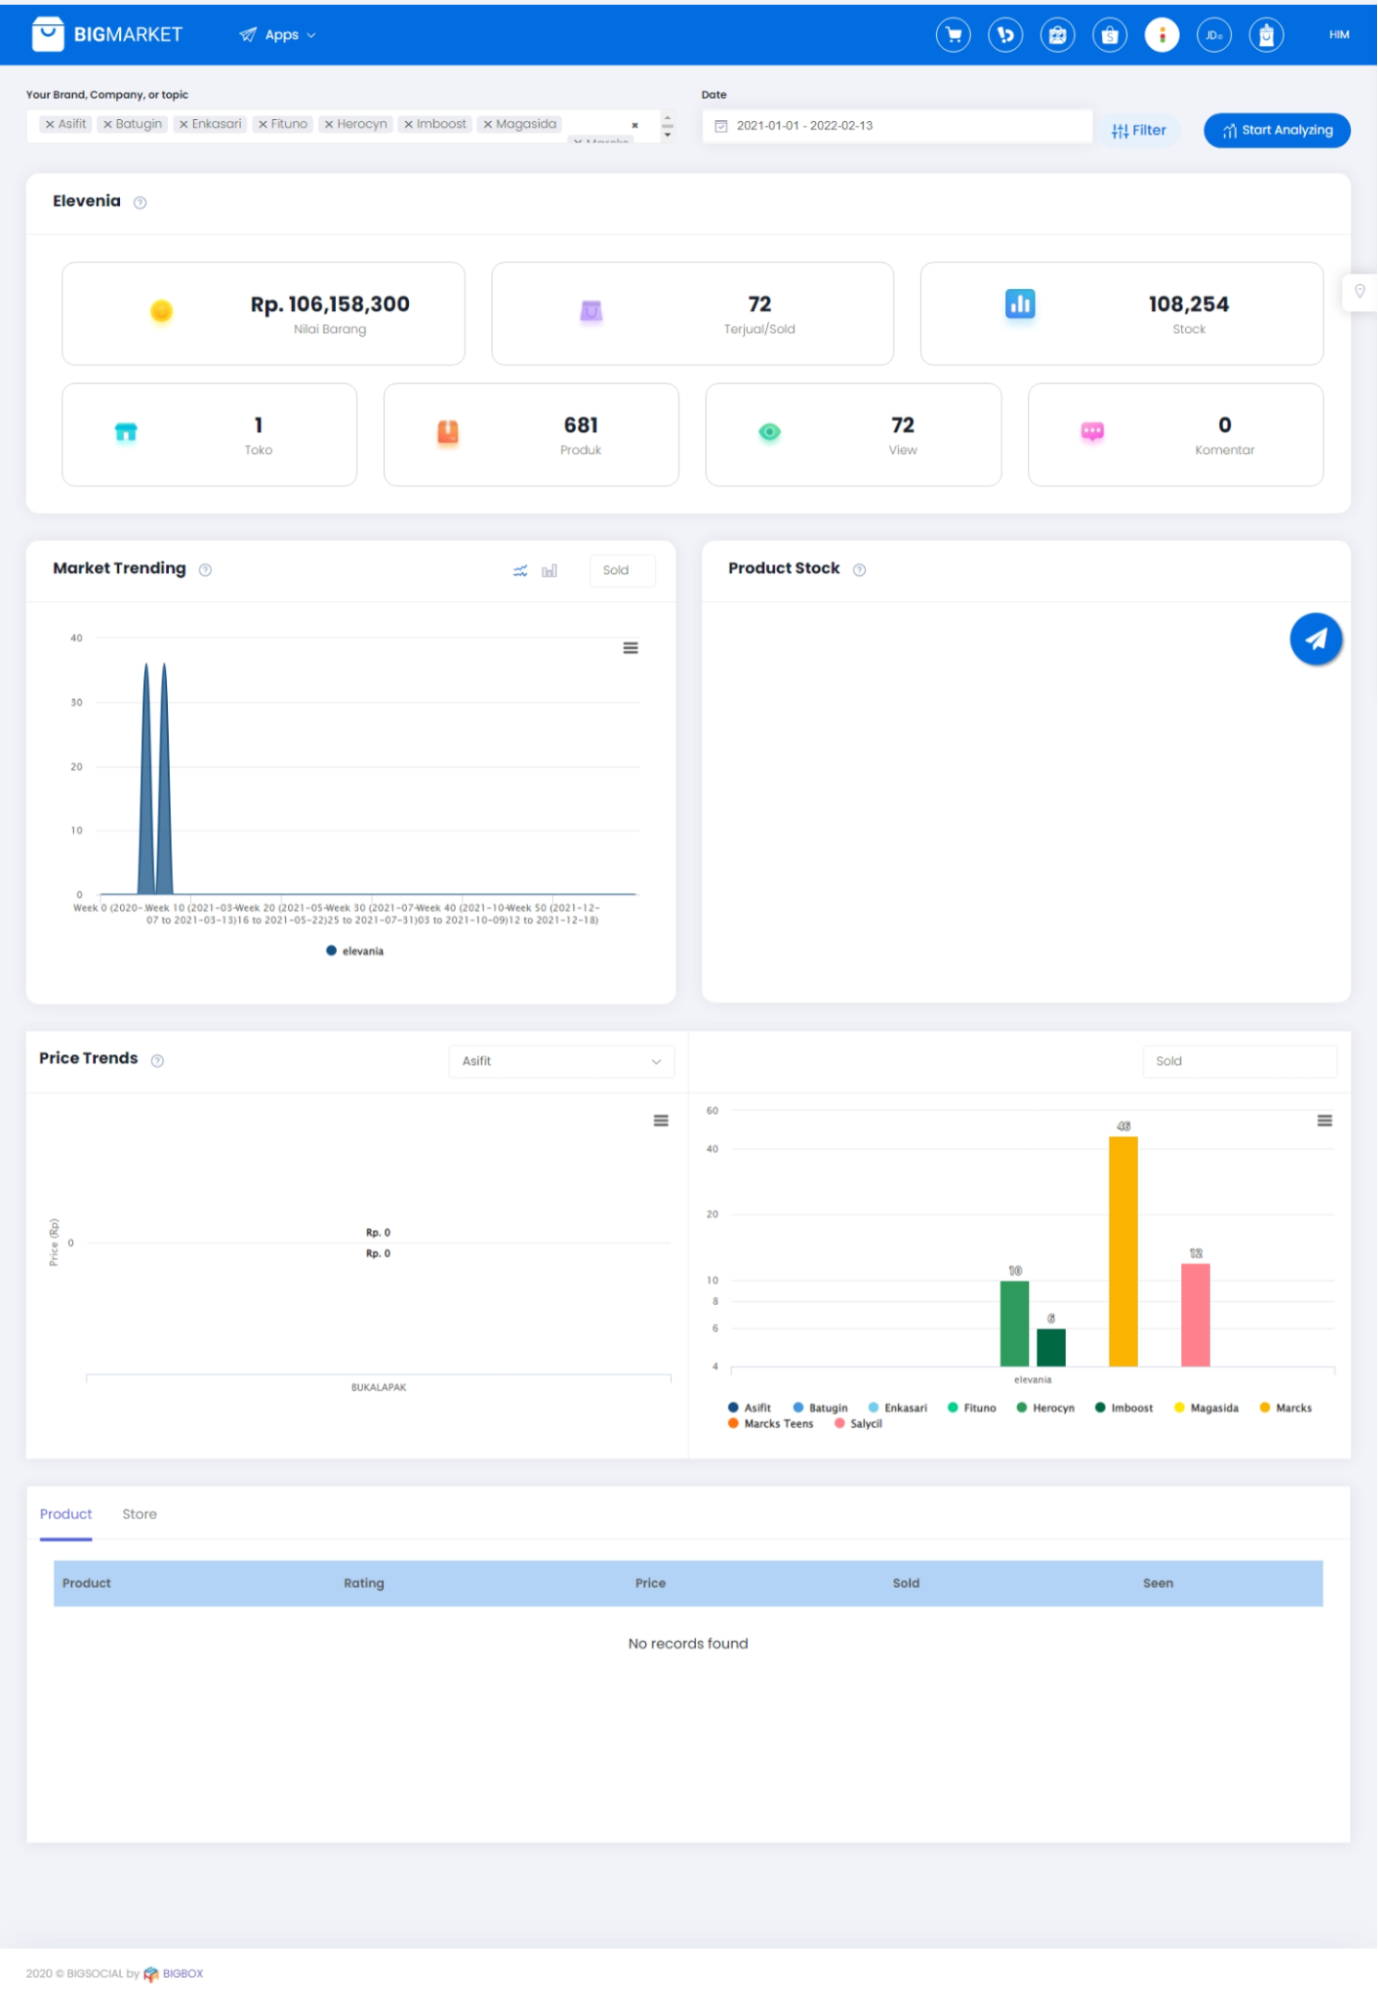 BIGMARKET
Apps
JD.
HIM
Your Brand, Company, or topic
Date
× Asifit × Batugin × Enkasari × Fituno × Herocyn × Imboost × Magasida
2021-01-01 - 2022-02-13
Filter
Start Analyzing
Elevenia
Rp. 106,158,300
Nilai Barang
72
Terjual/Sold
108,254
Stock
1
Toko
681
Produk
72
View
0
Komentar
Market Trending
Sold
Product Stock
40
30
20
10
0
Week 0 (2020- Week 10 (2021-03- Week 20 (2021-05- Week 30 (2021-07- Week 40 (2021-10- Week 50 (2021-12-
07 to 2021-03-13) 16 to 2021-05-22) 25 to 2021-07-31) 03 to 2021-10-09) 12 to 2021-12-18)
elevania
Price Trends
Asifit
Sold
Price (Rp)
0
Rp. 0
Rp. 0
BUKALAPAK
60
40
20
10
8
6
4
10
6
46
12
elevania
Asifit Batugin Enkasari Fituno Herocyn Imboost Magasida Marcks
Marcks Teens Salycil
Product Store
Product Rating Price Sold Seen
No records found
2020 © BIGSOCIAL by BIGBOX